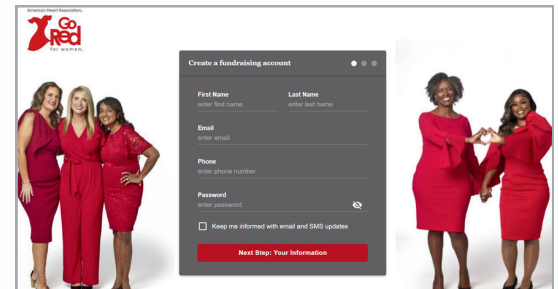 American Heart Association.
Go
Red
for women.
Create a fundraising account
First Name
Last Name
enter first name
enter last name
Email
enter email
Phone
enter phone number
Password
enter password
Keep me informed with email and SMS updates
Next Step: Your Information